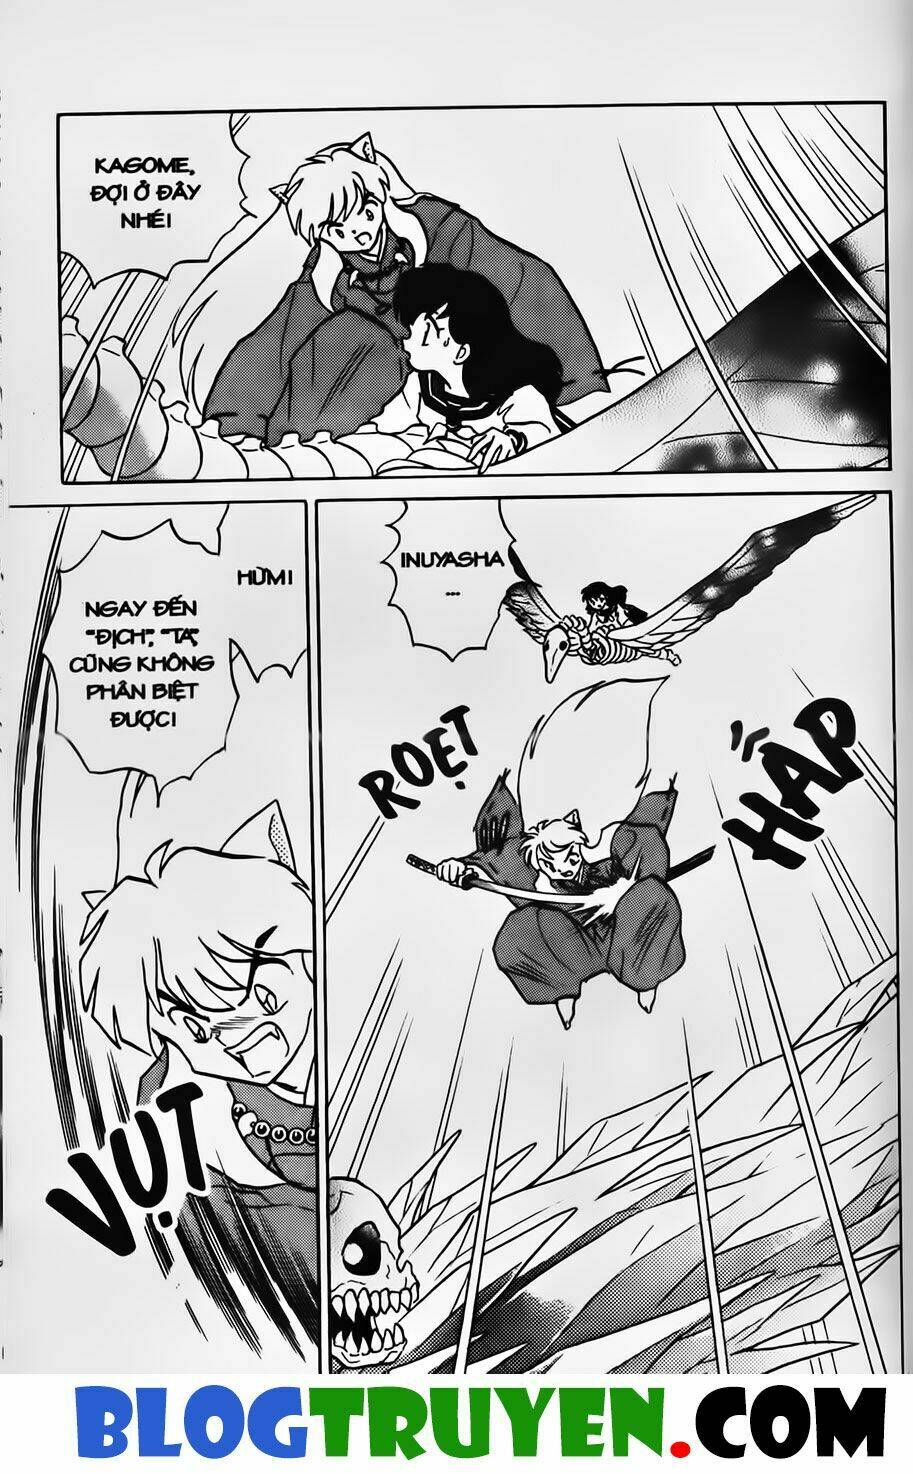 KAGOME,
ĐỢI Ở ĐÂY
NHÉ!
INUYASHA
...
ROẸT
HẤP
HỪM!
NGAY ĐẾN
"ĐỊCH", "TA",
CŨNG KHÔNG
PHÂN BIỆT
ĐƯỢC!
VỤT
BLOGTRUYEN.COM